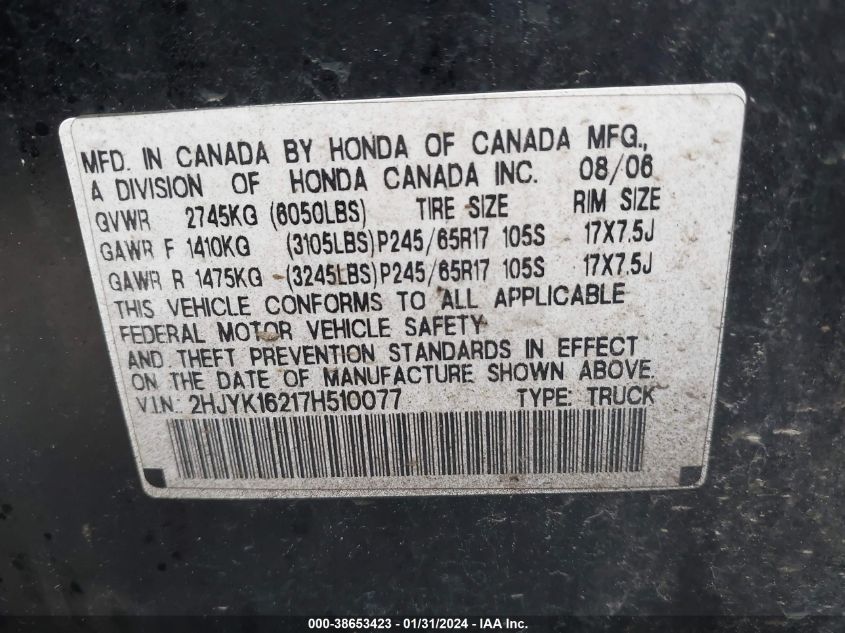 MFD. IN CANADA BY HONDA OF CANADA MFG.,
A DIVISION OF HONDA CANADA INC. 08/06
GVWR 2745KG (6050LBS) TIRE SIZE RIM SIZE
GAWR F 1410KG (3105LBS)P245/65R17 105S 17X7.5J
GAWR R 1475KG (3245LBS)P245/65R17 105S 17X7.5J
THIS VEHICLE CONFORMS TO ALL APPLICABLE
FEDERAL MOTOR VEHICLE SAFETY
AND THEFT PREVENTION STANDARDS IN EFFECT
ON THE DATE OF MANUFACTURE SHOWN ABOVE.
V.I.N: 2HJYK16217H510077 TYPE: TRUCK
000-38653423 - 01/31/2024 - IAA Inc.